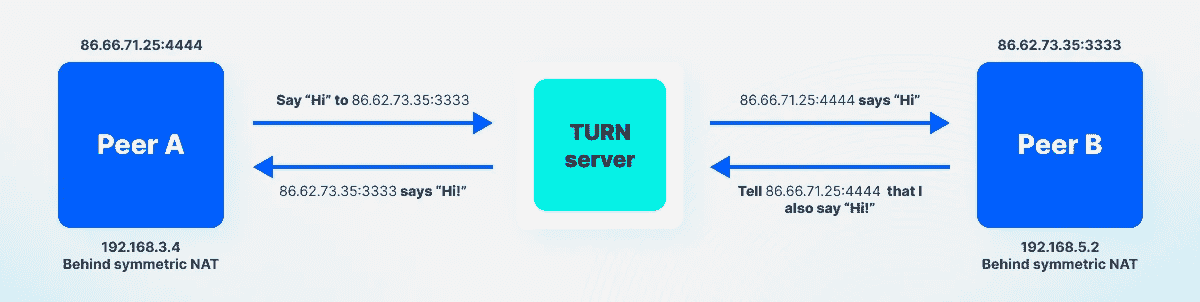 86.66.71.25:4444
Peer A
192.168.3.4
Behind symmetric NAT
Say “Hi” to 86.62.73.35:3333
86.62.73.35:3333 says “Hi!”
TURN
server
86.66.71.25:4444 says “Hi”
Tell 86.66.71.25:4444 that I
also say “Hi!”
86.62.73.35:3333
Peer B
192.168.5.2
Behind symmetric NAT